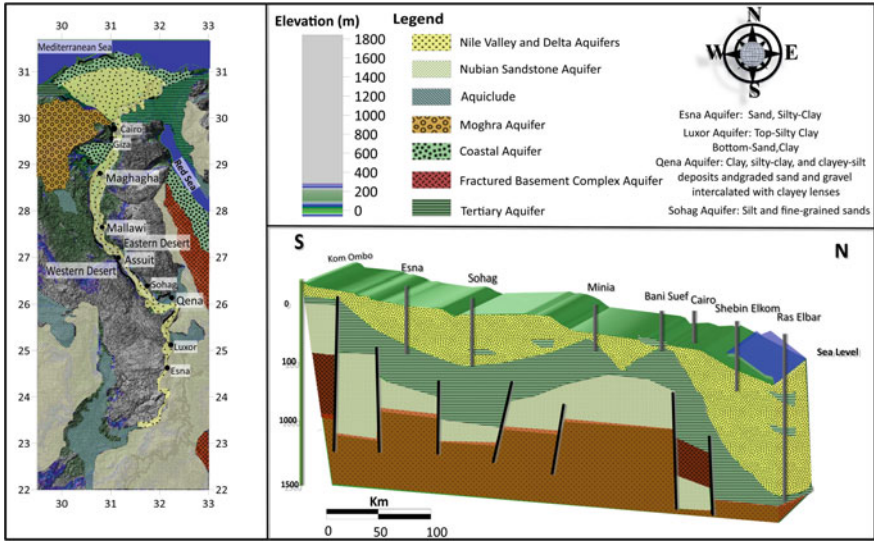 Mediterranean Sea
Cairo
Giza
Red Sea
Maghagha
Mallawi
Eastern Desert
Western Desert
Assuit
Sohag
Qena
Luxor
Esna
31
30
29
28
27
26
25
24
23
22
30
31
32
33
31
30
29
28
27
26
25
24
23
22
30
31
32
33
Elevation (m)
1800
1600
1400
1200
1000
800
600
400
200
0
Legend
Nile Valley and Delta Aquifers
Nubian Sandstone Aquifer
Aquiclude
Moghra Aquifer
Coastal Aquifer
Fractured Basement Complex Aquifer
Tertiary Aquifer
N
W
E
S
Esna Aquifer: Sand, Silty-Clay
Luxor Aquifer: Top-Silty Clay
Bottom-Sand,Clay
Qena Aquifer: Clay, silty-clay, and clayey-silt
deposits andgraded sand and gravel
intercalated with clayey lenses
Sohag Aquifer: Silt and fine-grained sands
S
N
Kom Ombo
Esna
Sohag
Minia
Bani Suef
Cairo
Shebin Elkom
Ras Elbar
Sea Level
0
100
1000
1500
Km
0
50
100